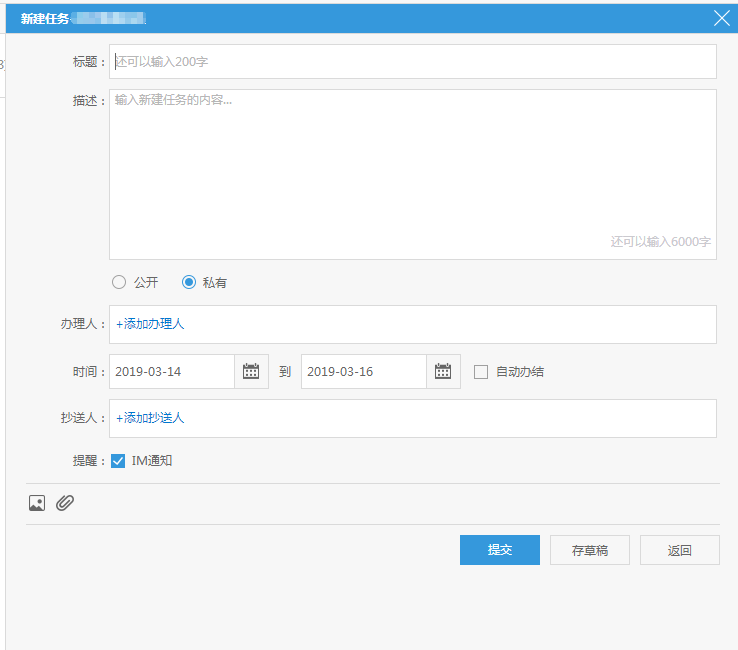 新建任务
标题：
还可以输入200字
描述：
输入新建任务的内容...
还可以输入6000字
公开 私有
办理人：
+添加办理人
时间：
2019-03-14 到 2019-03-16 自动办结
抄送人：
+添加抄送人
提醒： IM通知
提交 存草稿 返回